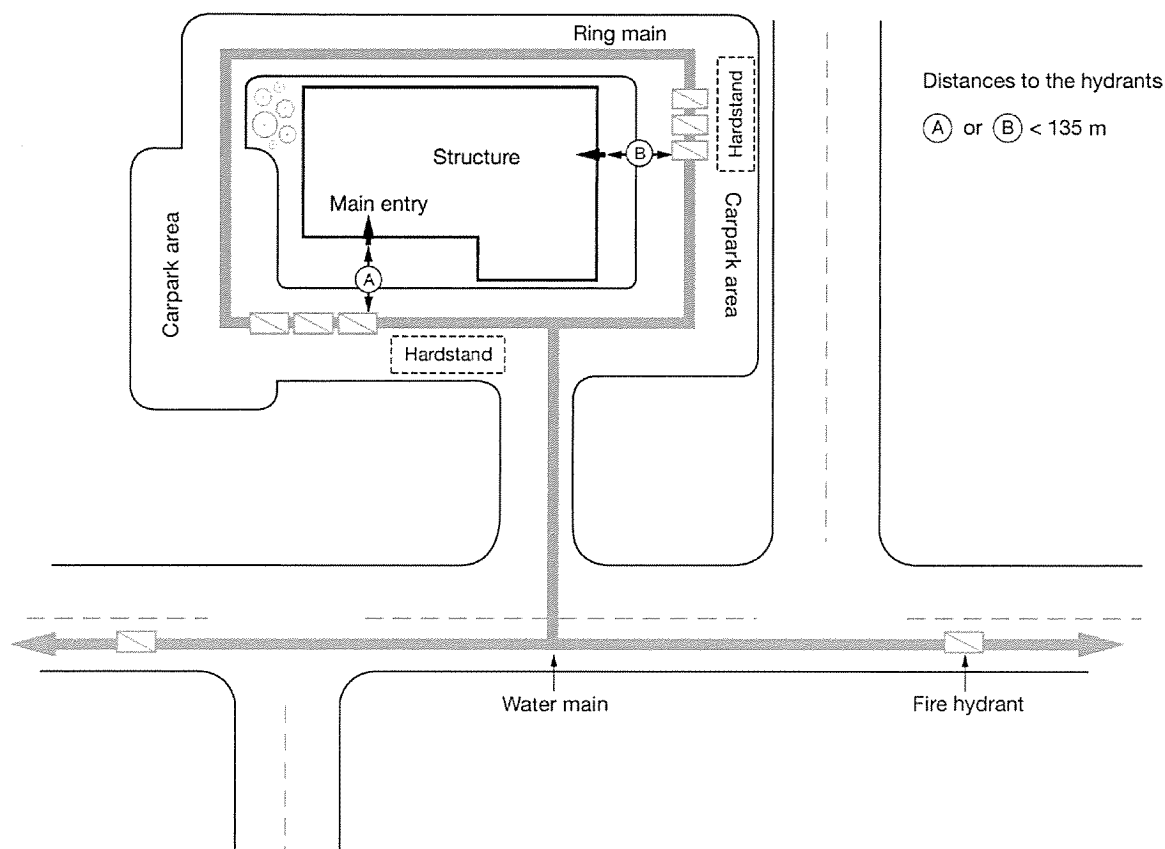 Ring main
Hardstand
Distances to the hydrants
A or B < 135 m
B
Structure
Main entry
Carpark area
Carpark area
A
Hardstand
Water main
Fire hydrant